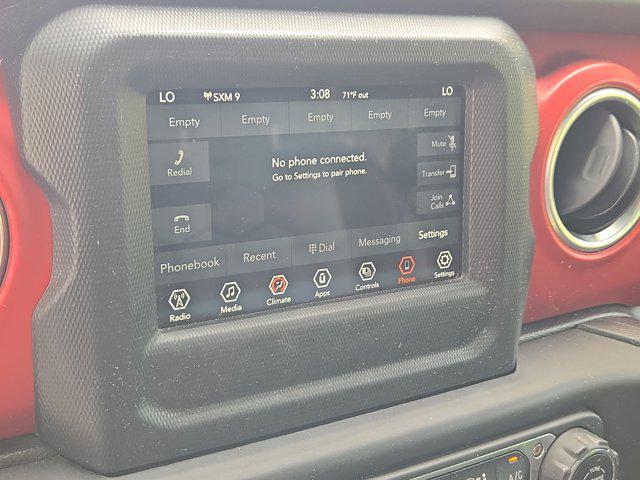 LO SXM 9 3:08 71°F out LO
Empty Empty Empty Empty Empty
Redial
No phone connected.
Go to Settings to pair phone.
Mute
Transfer
Join
Calls
End
Phonebook Recent Dial Messaging Settings
Radio Media Climate Apps Controls Phone Settings
A/C
TUNE